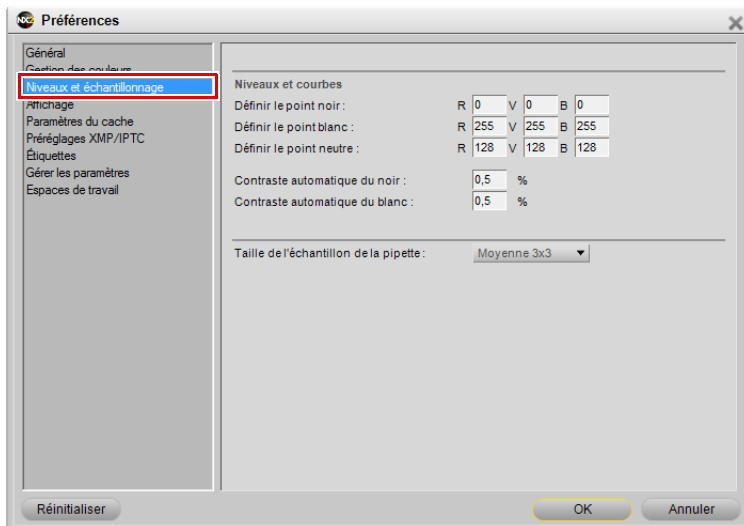 NX2 Préférences
Général
Gestion des couleurs
Niveaux et échantillonnage
Affichage
Paramètres du cache
Préréglages XMP/IPTC
Étiquettes
Gérer les paramètres
Espaces de travail
Niveaux et courbes
Définir le point noir : R 0 V 0 B 0
Définir le point blanc : R 255 V 255 B 255
Définir le point neutre : R 128 V 128 B 128
Contraste automatique du noir : 0,5 %
Contraste automatique du blanc : 0,5 %
Taille de l'échantillon de la pipette : Moyenne 3x3
Réinitialiser
OK
Annuler